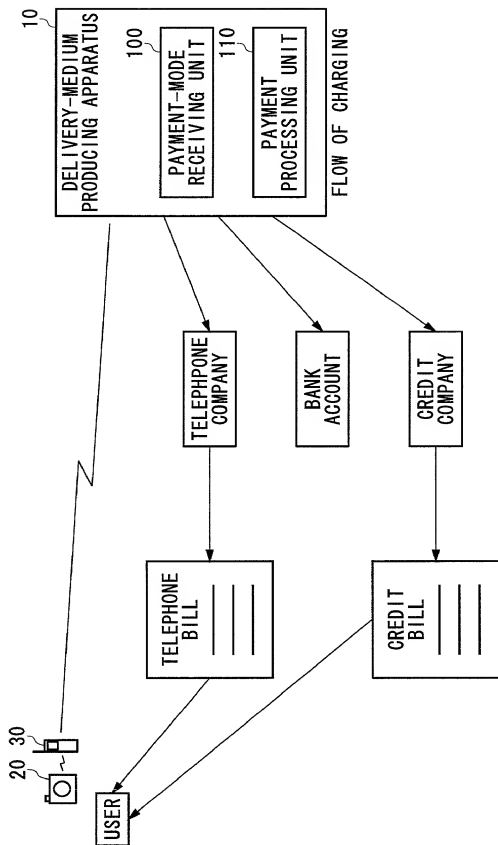 10
DELIVERY-MEDIUM
PRODUCING APPARATUS
100
PAYMENT-MODE
RECEIVING UNIT
110
PAYMENT
PROCESSING UNIT
FLOW OF CHARGING
TELEPHPONE
COMPANY
BANK
ACCOUNT
CREDIT
COMPANY
TELEPHONE
BILL
CREDIT
BILL
30
20
USER